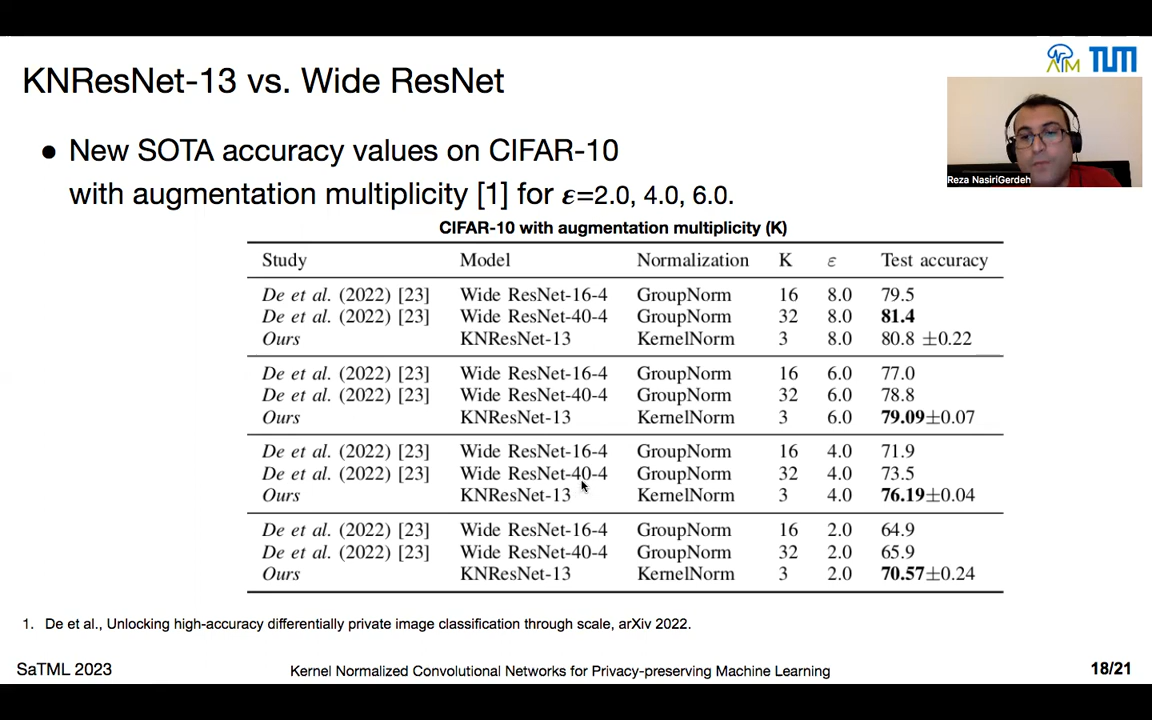 KNResNet-13 vs. Wide ResNet
TUM
Reza NasiriGerdeh
● New SOTA accuracy values on CIFAR-10
with augmentation multiplicity [1] for ε=2.0, 4.0, 6.0.
CIFAR-10 with augmentation multiplicity (K)
Study Model Normalization K ε Test accuracy
De et al. (2022) [23] Wide ResNet-16-4 GroupNorm 16 8.0 79.5
De et al. (2022) [23] Wide ResNet-40-4 GroupNorm 32 8.0 81.4
Ours KNResNet-13 KernelNorm 3 8.0 80.8 ±0.22
De et al. (2022) [23] Wide ResNet-16-4 GroupNorm 16 6.0 77.0
De et al. (2022) [23] Wide ResNet-40-4 GroupNorm 32 6.0 78.8
Ours KNResNet-13 KernelNorm 3 6.0 79.09±0.07
De et al. (2022) [23] Wide ResNet-16-4 GroupNorm 16 4.0 71.9
De et al. (2022) [23] Wide ResNet-40-4 GroupNorm 32 4.0 73.5
Ours KNResNet-13 KernelNorm 3 4.0 76.19±0.04
De et al. (2022) [23] Wide ResNet-16-4 GroupNorm 16 2.0 64.9
De et al. (2022) [23] Wide ResNet-40-4 GroupNorm 32 2.0 65.9
Ours KNResNet-13 KernelNorm 3 2.0 70.57±0.24
1. De et al., Unlocking high-accuracy differentially private image classification through scale, arXiv 2022.
SaTML 2023
Kernel Normalized Convolutional Networks for Privacy-preserving Machine Learning
18/21